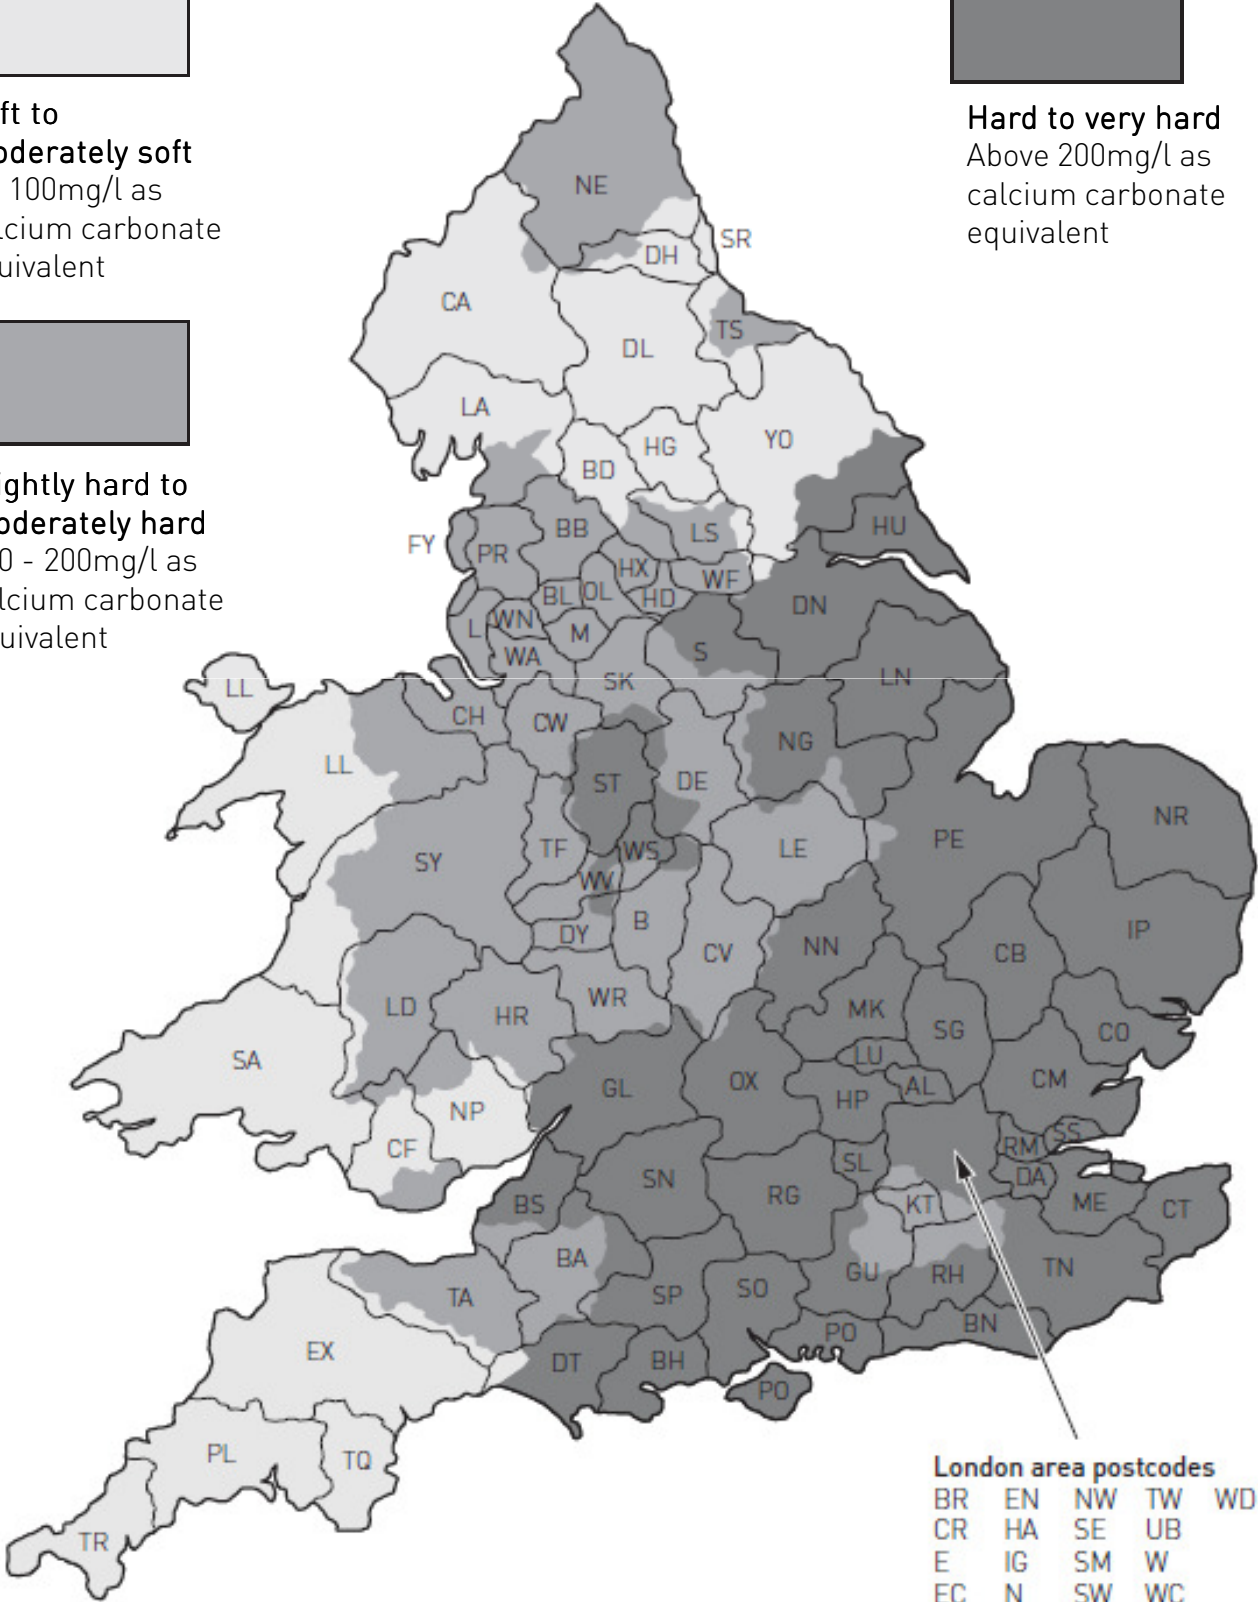 ft to
oderately soft
100mg/l as
lcium carbonate
uivalent
Hard to very hard
Above 200mg/l as
calcium carbonate
equivalent
ightly hard to
oderately hard
0 - 200mg/l as
lcium carbonate
quivalent
NE
SR
DH
CA
TS
DL
LA
YO
HG
BD
HU
BB
LS
FY
PR
HX
WF
BL
OL
HD
DN
WN
L
M
S
WA
SK
LN
LL
CH
CW
NG
LL
ST
DE
NR
PE
TF
WS
LE
SY
WV
B
IP
DY
NN
CV
CB
WR
LD
MK
HR
SG
CO
LU
SA
OX
CM
GL
AL
HP
NP
SS
RM
CF
SL
DA
SN
RG
BS
KT
ME
CT
BA
GU
RH
TN
TA
SP
SO
BN
PO
EX
DT
BH
PO
PL
TQ
TR
London area postcodes
BR EN NW TW WD
CR HA SE UB
E IG SM W
EC N SW WC